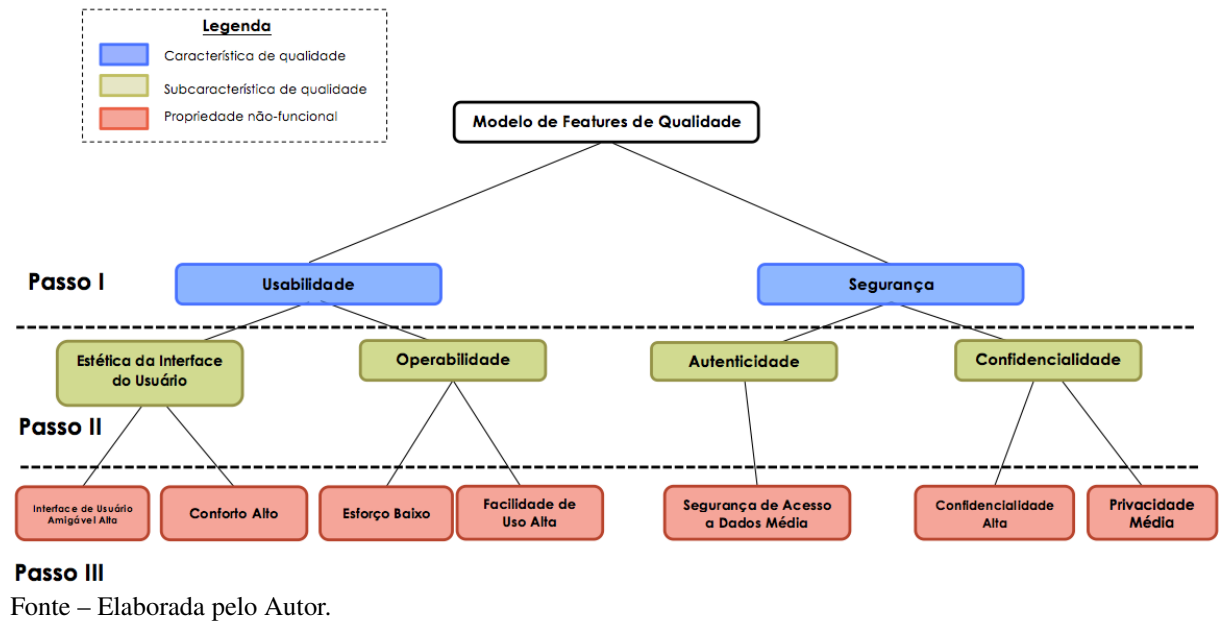 Legenda
Característica de qualidade
Subcaracterística de qualidade
Propriedade não-funcional
Modelo de Features de Qualidade
Passo I
Usabilidade
Segurança
Estética da Interface
do Usuário
Operabilidade
Autenticidade
Confidencialidade
Passo II
Interface de Usuário
Amigável Alta
Conforto Alto
Esforço Baixo
Facilidade de
Uso Alta
Segurança de Acesso
a Dados Média
Confidencialidade
Alta
Privacidade
Média
Passo III
Fonte – Elaborada pelo Autor.